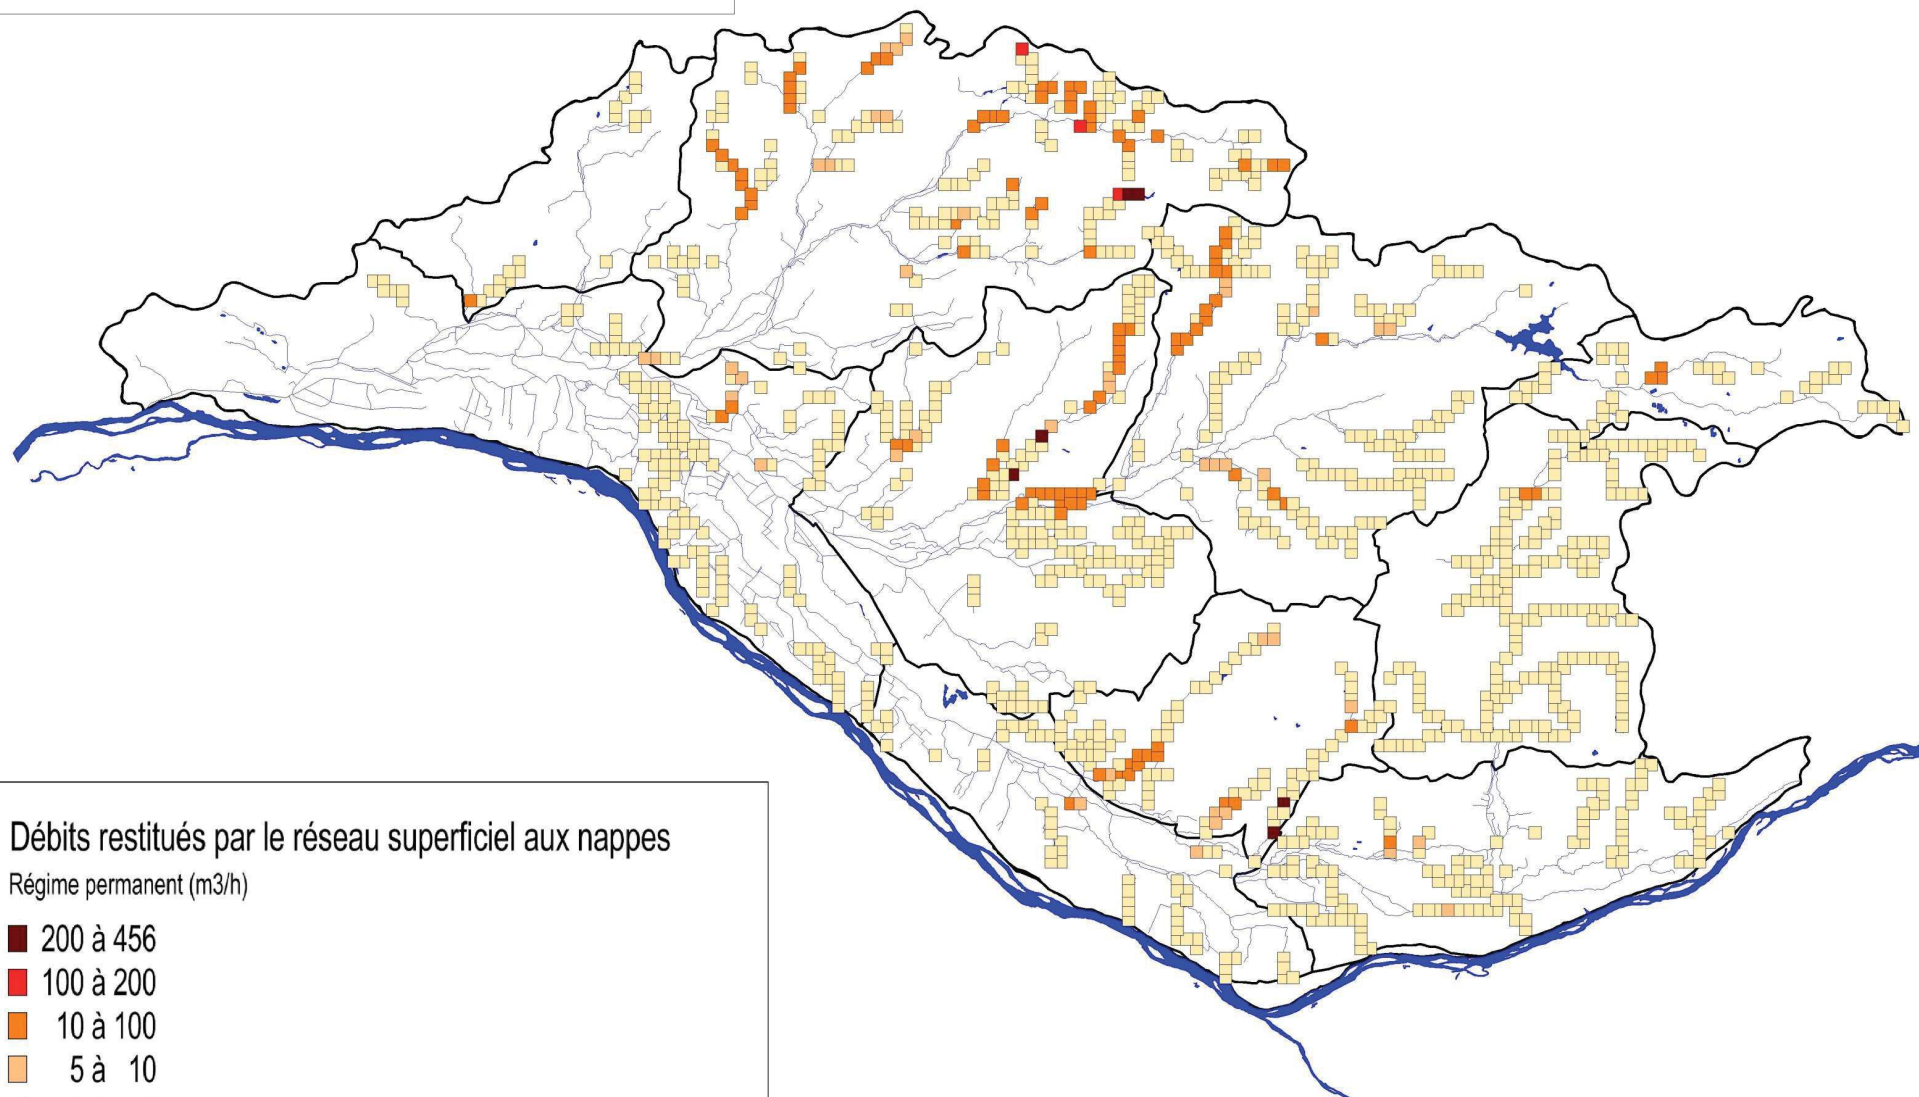 Débits restitués par le réseau superficiel aux nappes
Régime permanent (m3/h)
200 à 456
100 à 200
10 à 100
5 à 10